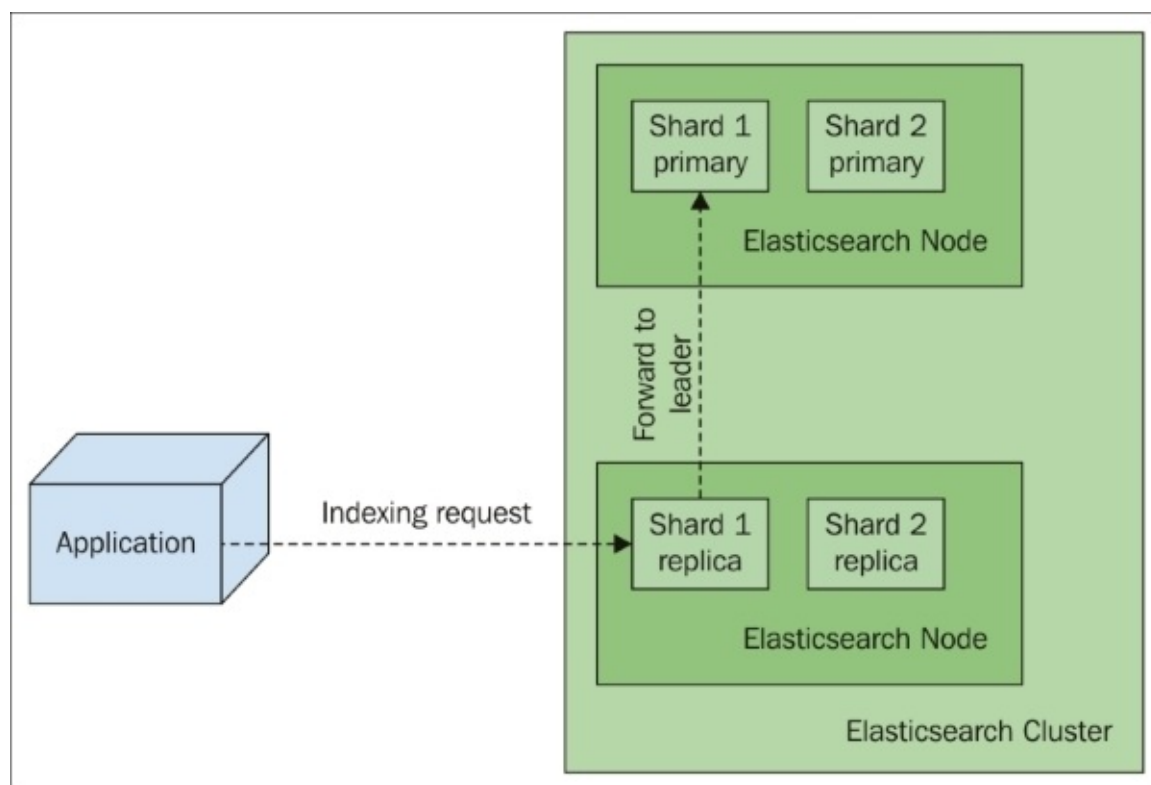 Shard 1
primary
Shard 2
primary
Elasticsearch Node
Forward to
leader
Application
Indexing request
Shard 1
replica
Shard 2
replica
Elasticsearch Node
Elasticsearch Cluster